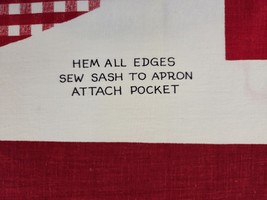 HEM ALL EDGES
SEW SASH TO APRON
ATTACH POCKET